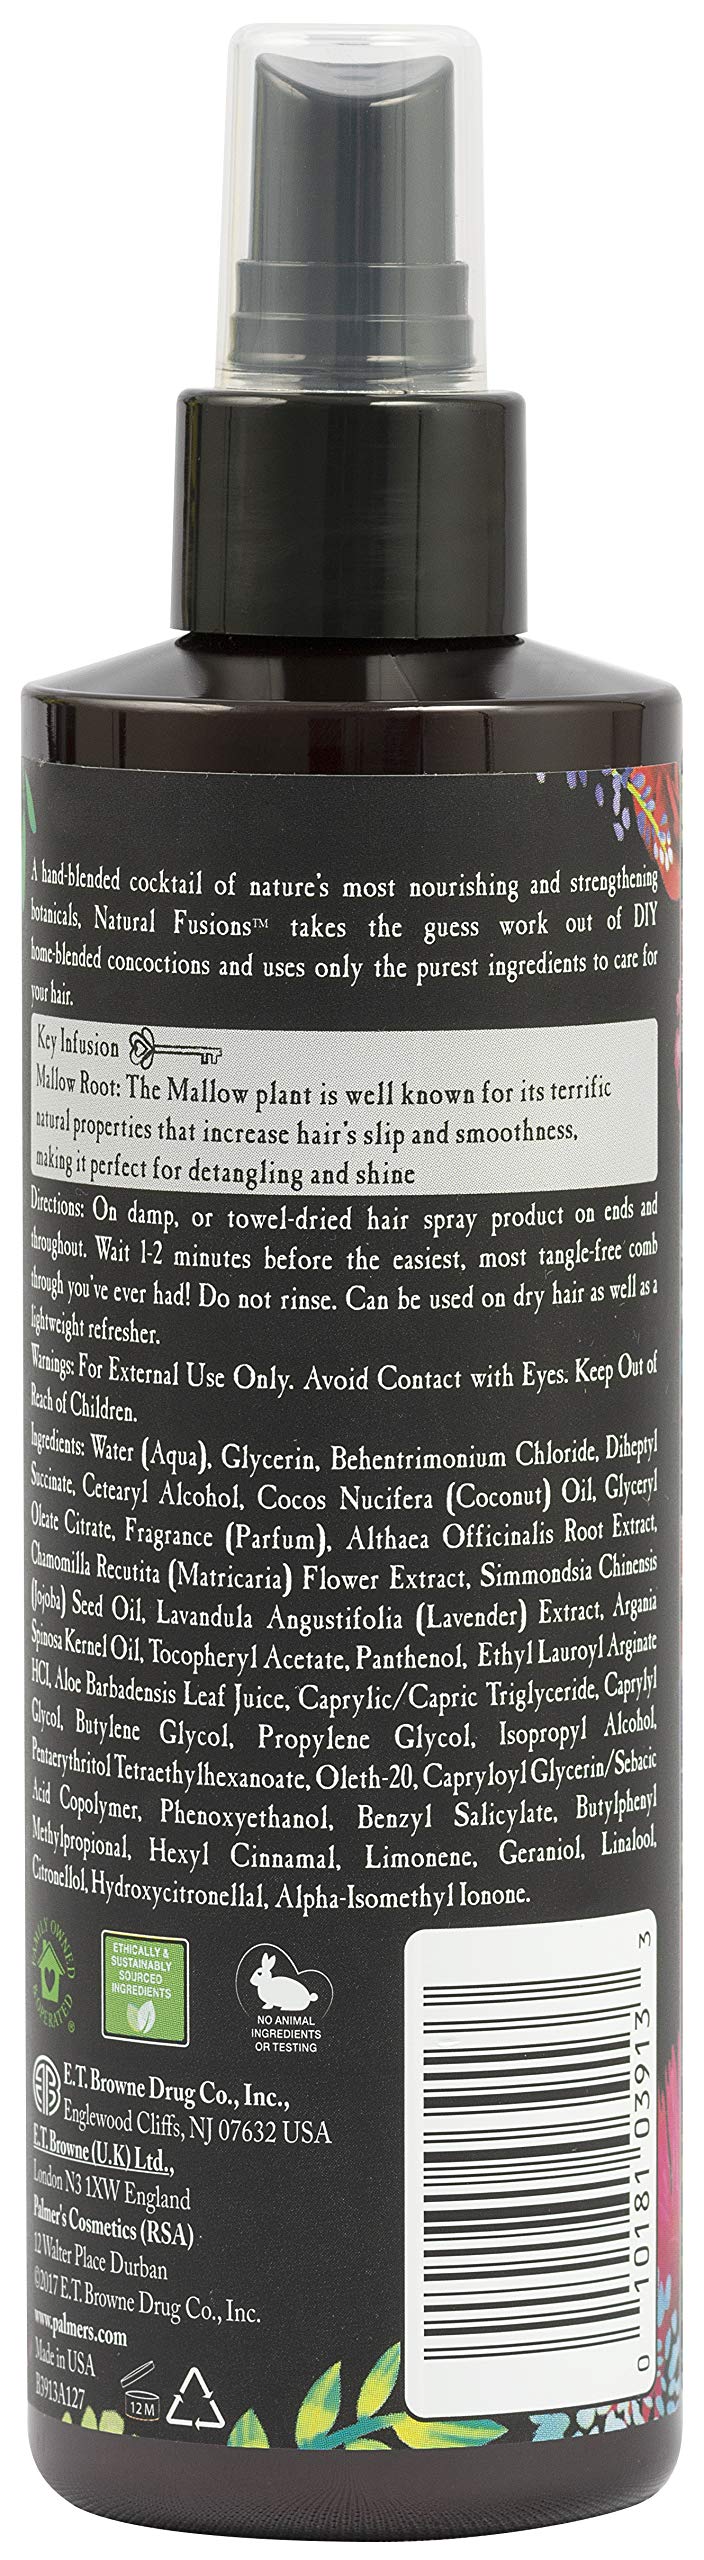 A hand-blended cocktail of nature's most nourishing and strengthening
botanicals, Natural Fusions™ takes the guess work out of DIY
home-blended concoctions and uses only the purest ingredients to care for
your hair.
Key Infusion
Mallow Root: The Mallow plant is well known for its terrific
natural properties that increase hair's slip and smoothness,
making it perfect for detangling and shine
Directions: On damp, or towel-dried hair spray product on ends and
throughout. Wait 1-2 minutes before the easiest, most tangle-free comb
through you've ever had! Do not rinse. Can be used on dry hair as well as a
lightweight refresher.
Warnings: For External Use Only. Avoid Contact with Eyes. Keep Out of
Reach of Children.
Ingredients: Water (Aqua), Glycerin, Behentrimonium Chloride, Diheptyl
Succinate, Cetearyl Alcohol, Cocos Nucifera (Coconut) Oil, Glyceryl
Oleate Citrate, Fragrance (Parfum), Althaea Officinalis Root Extract,
Chamomilla Recutita (Matricaria) Flower Extract, Simmondsia Chinensis
(Jojoba) Seed Oil, Lavandula Angustifolia (Lavender) Extract, Argania
Spinosa Kernel Oil, Tocopheryl Acetate, Panthenol, Ethyl Lauroyl Arginate
HCl, Aloe Barbadensis Leaf Juice, Caprylic/Capric Triglyceride, Caprylyl
Glycol, Butylene Glycol, Propylene Glycol, Isopropyl Alcohol,
Pentaerythritol Tetraethylhexanoate, Oleth-20, Capryloyl Glycerin/Sebacic
Acid Copolymer, Phenoxyethanol, Benzyl Salicylate, Butylphenyl
Methylpropional, Hexyl Cinnamal, Limonene, Geraniol, Linalool,
Citronellol, Hydroxycitronellal, Alpha-Isomethyl Ionone.
FAMILY OWNED
& OPERATED ®
ETHICALLY &
SUSTAINABLY
SOURCED
INGREDIENTS
NO ANIMAL
INGREDIENTS
OR TESTING
E.T. Browne Drug Co., Inc.,
Englewood Cliffs, NJ 07632 USA
E.T. Browne (U.K) Ltd.,
London N3 1XW England
Palmer's Cosmetics (RSA)
12 Walter Place Durban
©2017 E.T. Browne Drug Co., Inc.
www.palmers.com
Made in USA
B3913A127
12 M
0 10181 03913 3